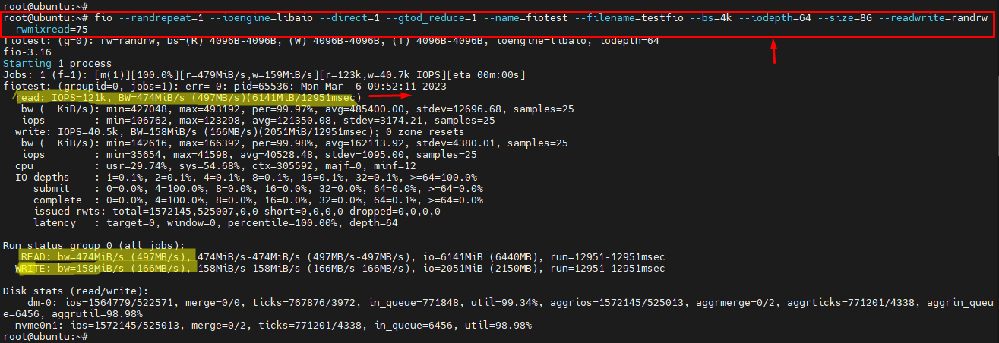 root@ubuntu:~#
root@ubuntu:~# fio --randrepeat=1 --ioengine=libaio --direct=1 --gtod_reduce=1 --name=fiotest --filename=testfio --bs=4k --iodepth=64 --size=8G --readwrite=randrw
--rwmixread=75
fiotest: (g=0): rw=randrw, bs=(R) 4096B-4096B, (W) 4096B-4096B, (T) 4096B-4096B, ioengine=libaio, iodepth=64
fio-3.16
Starting 1 process
Jobs: 1 (f=1): [m(1)][100.0%][r=479MiB/s,w=159MiB/s][r=123k,w=40.7k IOPS][eta 00m:00s]
fiotest: (groupid=0, jobs=1): err= 0: pid=65536: Mon Mar  6 09:52:11 2023
  read: IOPS=121k, BW=474MiB/s (497MB/s)(6141MiB/12951msec)
   bw (  KiB/s): min=427048, max=493192, per=99.97%, avg=485400.00, stdev=12696.68, samples=25
   iops        : min=106762, max=123298, avg=121350.08, stdev=3174.21, samples=25
  write: IOPS=40.5k, BW=158MiB/s (166MB/s)(2051MiB/12951msec); 0 zone resets
   bw (  KiB/s): min=142616, max=166392, per=99.98%, avg=162113.92, stdev=4380.01, samples=25
   iops        : min=35654, max=41598, avg=40528.48, stdev=1095.00, samples=25
  cpu          : usr=29.74%, sys=54.68%, ctx=305592, majf=0, minf=12
  IO depths    : 1=0.1%, 2=0.1%, 4=0.1%, 8=0.1%, 16=0.1%, 32=0.1%, >=64=100.0%
     submit    : 0=0.0%, 4=100.0%, 8=0.0%, 16=0.0%, 32=0.0%, 64=0.0%, >=64=0.0%
     complete  : 0=0.0%, 4=100.0%, 8=0.0%, 16=0.0%, 32=0.0%, 64=0.1%, >=64=0.0%
     issued rwts: total=1572145,525007,0,0 short=0,0,0,0 dropped=0,0,0,0
     latency   : target=0, window=0, percentile=100.00%, depth=64
Run status group 0 (all jobs):
   READ: bw=474MiB/s (497MB/s), 474MiB/s-474MiB/s (497MB/s-497MB/s), io=6141MiB (6440MB), run=12951-12951msec
  WRITE: bw=158MiB/s (166MB/s), 158MiB/s-158MiB/s (166MB/s-166MB/s), io=2051MiB (2150MB), run=12951-12951msec
Disk stats (read/write):
    dm-0: ios=1564779/522571, merge=0/0, ticks=767876/3972, in_queue=771848, util=99.34%, aggrios=1572145/525013, aggrmerge=0/2, aggrticks=771201/4338, aggrin_queu
e=6456, aggrutil=98.98%
  nvme0n1: ios=1572145/525013, merge=0/2, ticks=771201/4338, in_queue=6456, util=98.98%
root@ubuntu:~#